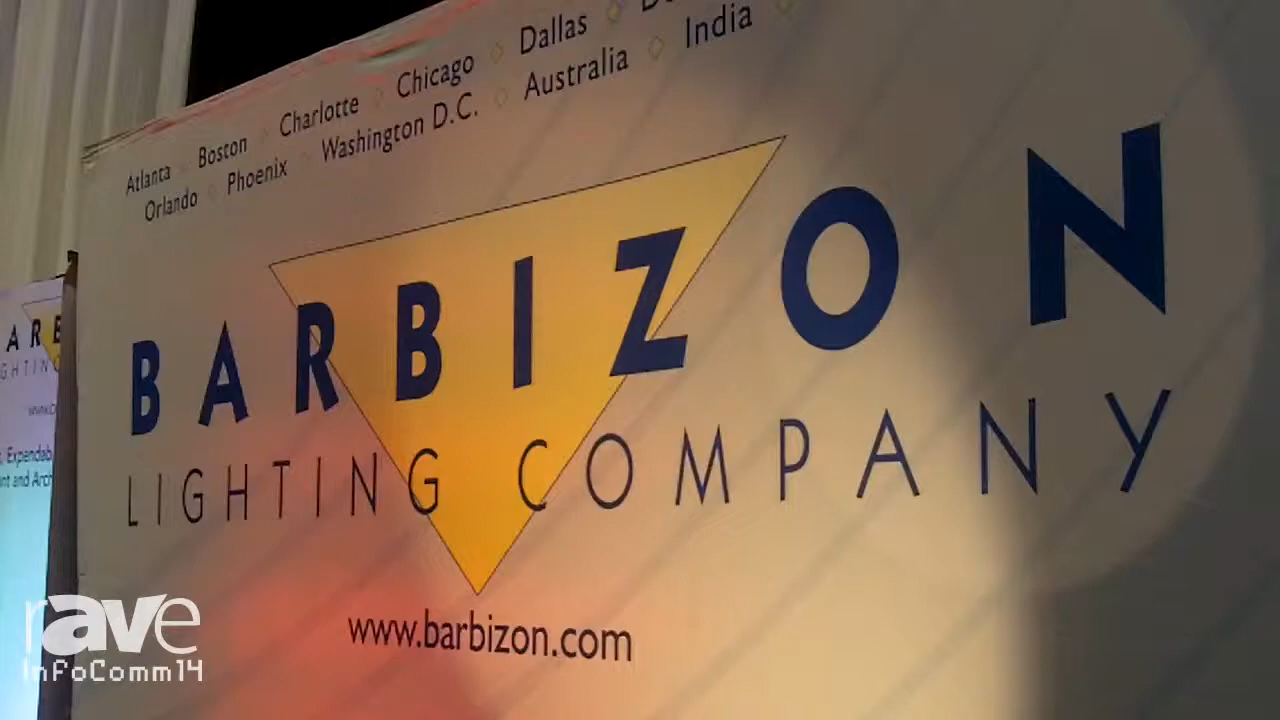 Atlanta ◇ Boston ◇ Charlotte ◇ Chicago ◇ Dallas ◇
Orlando ◇ Phoenix ◇ Washington D.C. ◇ Australia ◇ India ◇
BARBIZON
LIGHTING COMPANY
www.barbizon.com
rave
InFoComm14